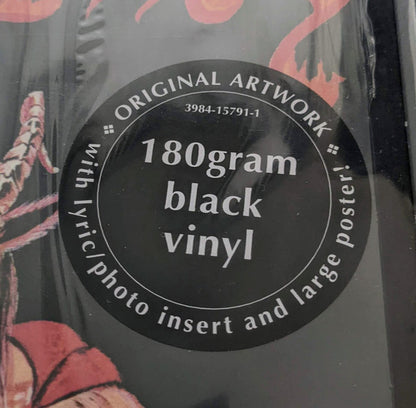 ORIGINAL ARTWORK
3984-15791-1
180gram
black
vinyl
with lyric/photo insert and large poster!